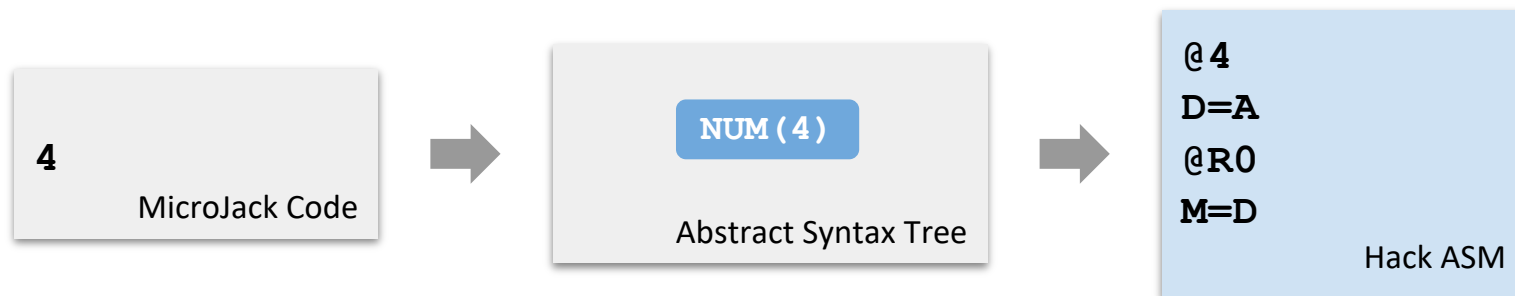 4
MicroJack Code
NUM(4)
Abstract Syntax Tree
@4
D=A
@R0
M=D
Hack ASM